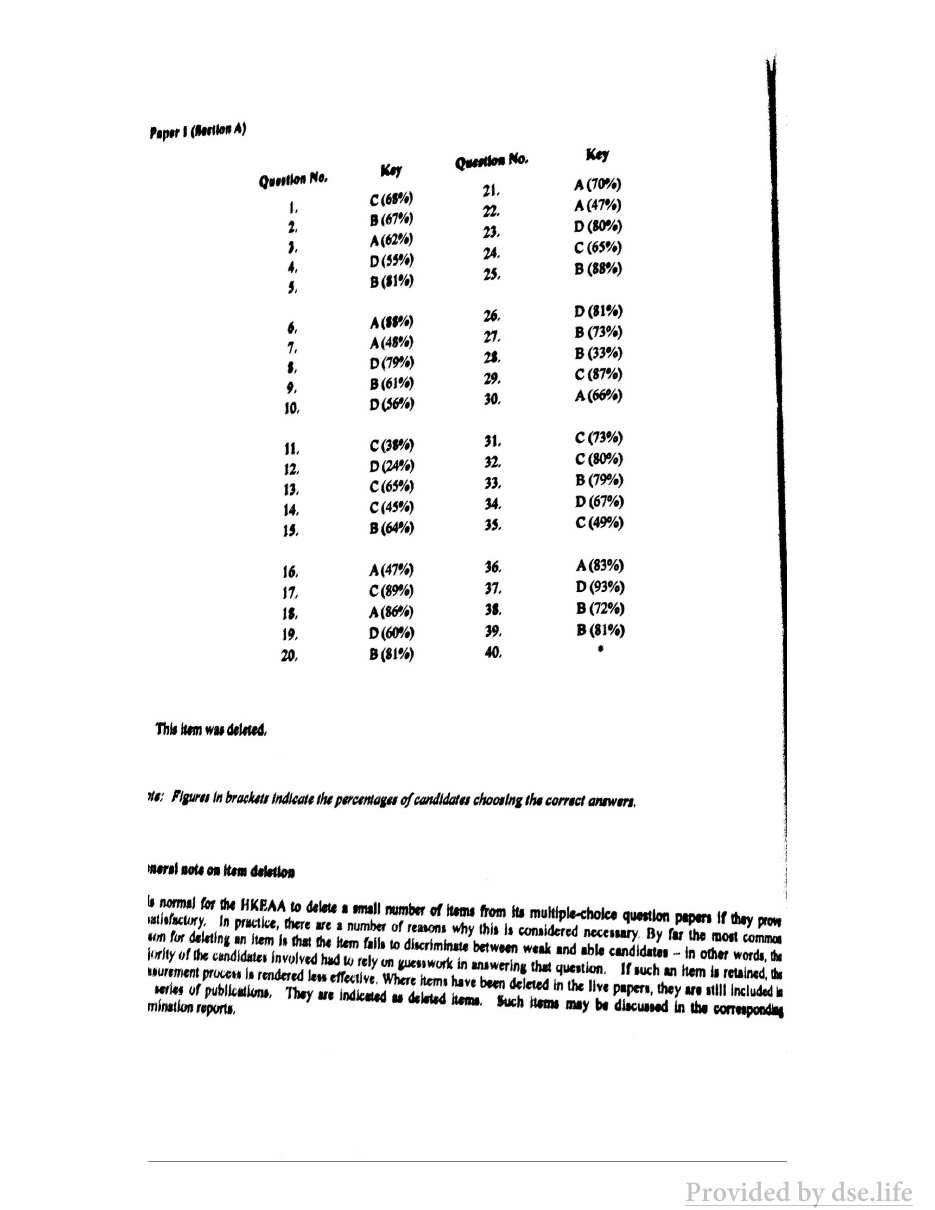 Paper 1 (Section A)
Question No. Key Question No. Key
1. C (68%) 21. A (70%)
2. B (67%) 22. A (47%)
3. A (62%) 23. D (80%)
4. D (55%) 24. C (65%)
5. B (81%) 25. B (88%)
6. A (88%) 26. D (81%)
7. A (48%) 27. B (73%)
8. D (79%) 28. B (33%)
9. B (61%) 29. C (87%)
10. D (56%) 30. A (66%)
11. C (38%) 31. C (73%)
12. D (24%) 32. C (80%)
13. C (65%) 33. B (79%)
14. C (45%) 34. D (67%)
15. B (64%) 35. C (49%)
16. A (47%) 36. A (83%)
17. C (89%) 37. D (93%)
18. A (86%) 38. B (72%)
19. D (60%) 39. B (81%)
20. B (81%) 40. *
This item was deleted.
ote: Figures in brackets indicate the percentages of candidates choosing the correct answers.
neral note on item deletion
is normal for the HKEAA to delete a small number of items from its multiple-choice question papers if they prove
satisfactory. In practice, there are a number of reasons why this is considered necessary. By far the most common
son for deleting an item is that the item fails to discriminate between weak and able candidates – in other words, the
jority of the candidates involved had to rely on guesswork in answering that question. If such an item is retained, the
asurement process is rendered less effective. Where items have been deleted in the live papers, they are still included in
series of publications. They are indicated as deleted items. Such items may be discussed in the corresponding
mination reports.
Provided by dse.life